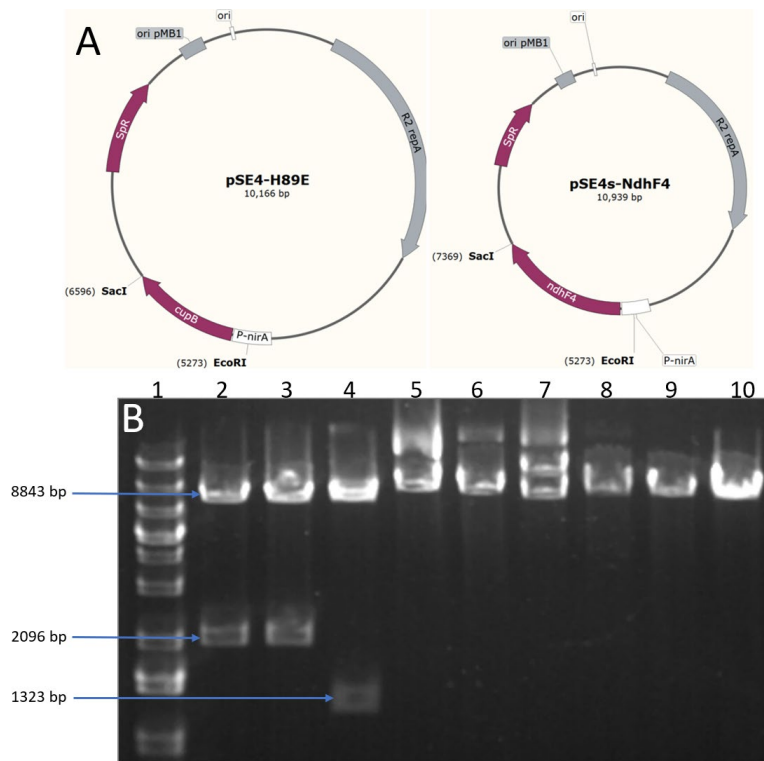 A
ori
ori pMB1
SpR
R2 repA
pSE4-H89E
10,166 bp
(6596) SacI
cupB
P-nirA
(5273) EcoRI
ori
ori pMB1
SpR
R2 repA
pSE4s-NdhF4
10,939 bp
(7369) SacI
ndhF4
(5273) EcoRI
P-nirA
B
1 2 3 4 5 6 7 8 9 10
8843 bp
2096 bp
1323 bp